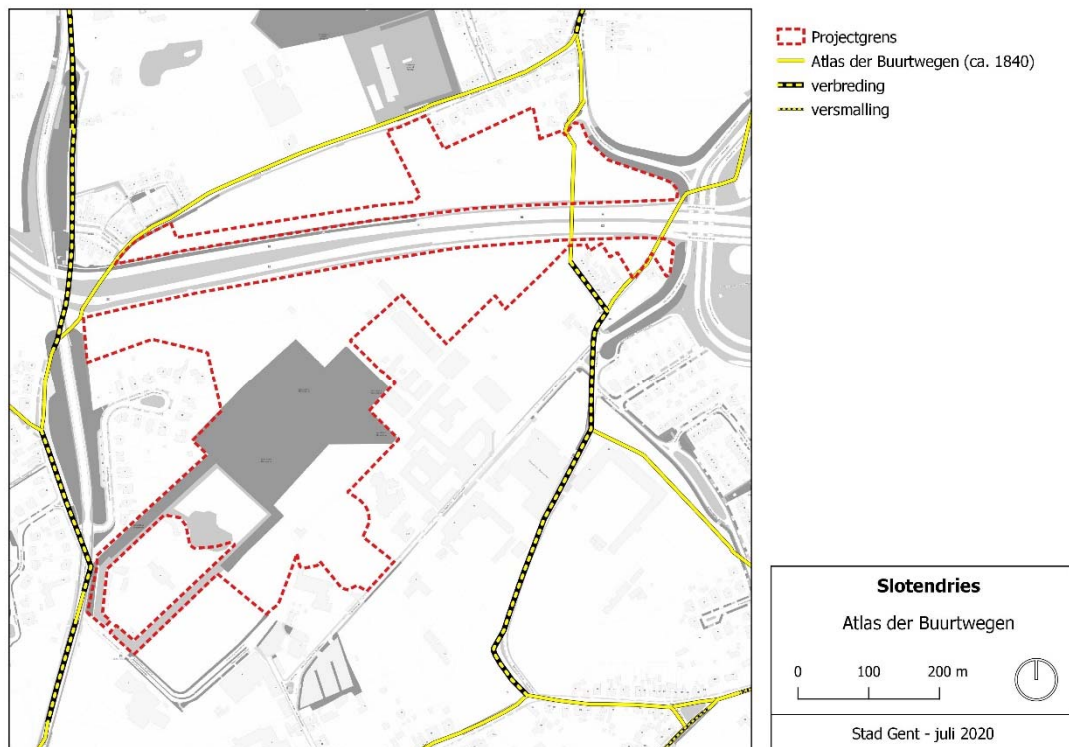 Projectgrens
Atlas der Buurtwegen (ca. 1840)
verbreding
versmalling
Slotendries
Atlas der Buurtwegen
0 100 200 m
Stad Gent - juli 2020